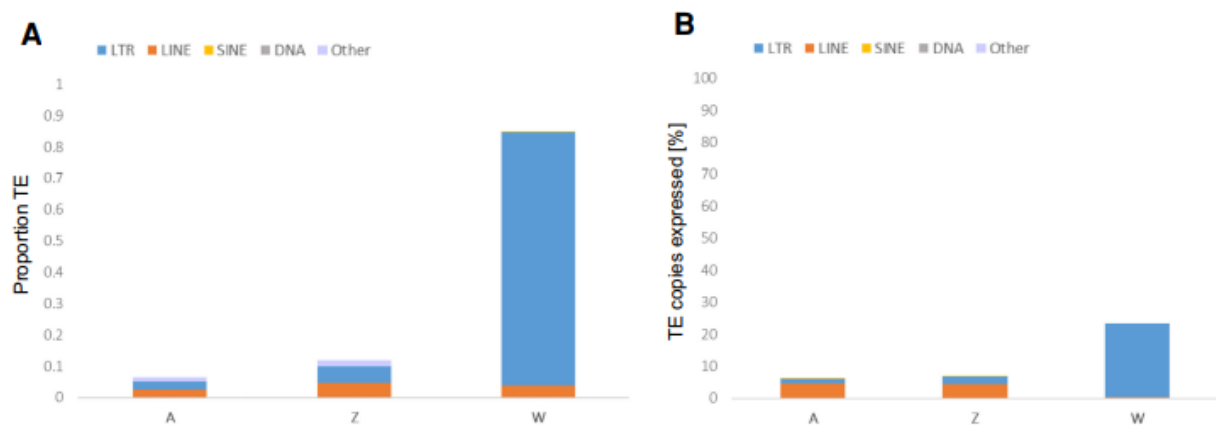 A
LTR LINE SINE DNA Other
Proportion TE
1
0.9
0.8
0.7
0.6
0.5
0.4
0.3
0.2
0.1
0
A Z W
B
LTR LINE SINE DNA Other
TE copies expressed [%]
100
90
80
70
60
50
40
30
20
10
0
A Z W